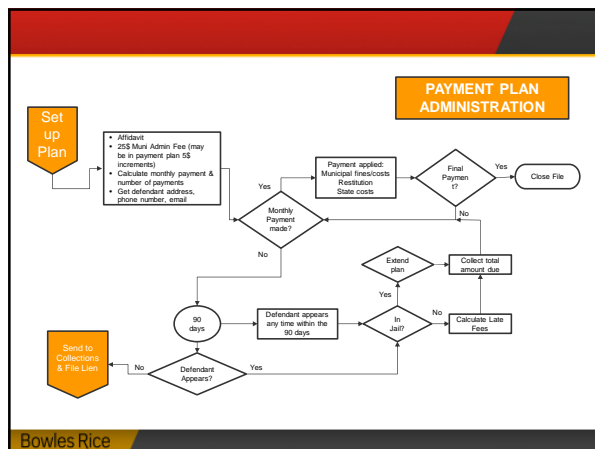 PAYMENT PLAN
ADMINISTRATION
Set
up
Plan
• Affidavit
• 25$ Muni Admin Fee (may
be in payment plan 5$
increments)
• Calculate monthly payment &
number of payments
• Get defendant address,
phone number, email
Payment applied:
Municipal fines/costs
Restitution
State costs
Final
Paymen
t?
Yes
Close File
Yes
No
Monthly
Payment
made?
No
Extend
plan
Collect total
amount due
Yes
90
days
Defendant appears
any time within the
90 days
In
Jail?
No
Calculate Late
Fees
Send to
Collections
& File Lien
No
Defendant
Appears?
Yes
Bowles Rice